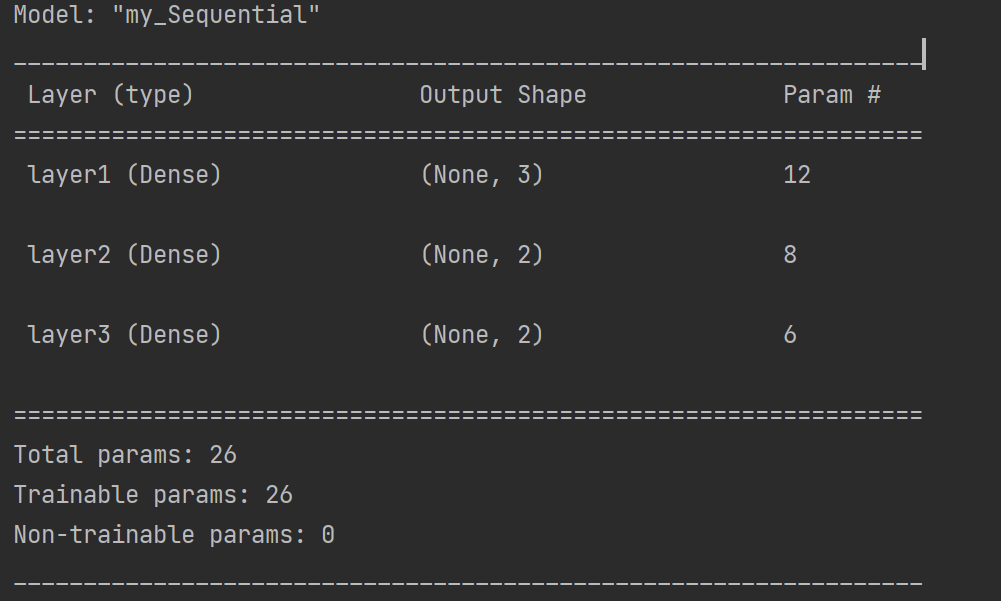 Model: "my_Sequential"
_________________________________________________________________
Layer (type) Output Shape Param #
=================================================================
layer1 (Dense) (None, 3) 12
layer2 (Dense) (None, 2) 8
layer3 (Dense) (None, 2) 6
=================================================================
Total params: 26
Trainable params: 26
Non-trainable params: 0
_________________________________________________________________